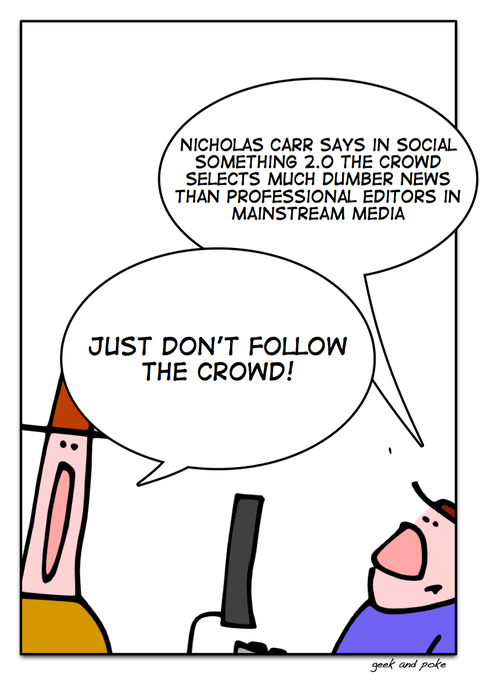 NICHOLAS CARR SAYS IN SOCIAL
SOMETHING 2.0 THE CROWD
SELECTS MUCH DUMBER NEWS
THAN PROFESSIONAL EDITORS IN
MAINSTREAM MEDIA
JUST DON'T FOLLOW
THE CROWD!
geek and poke